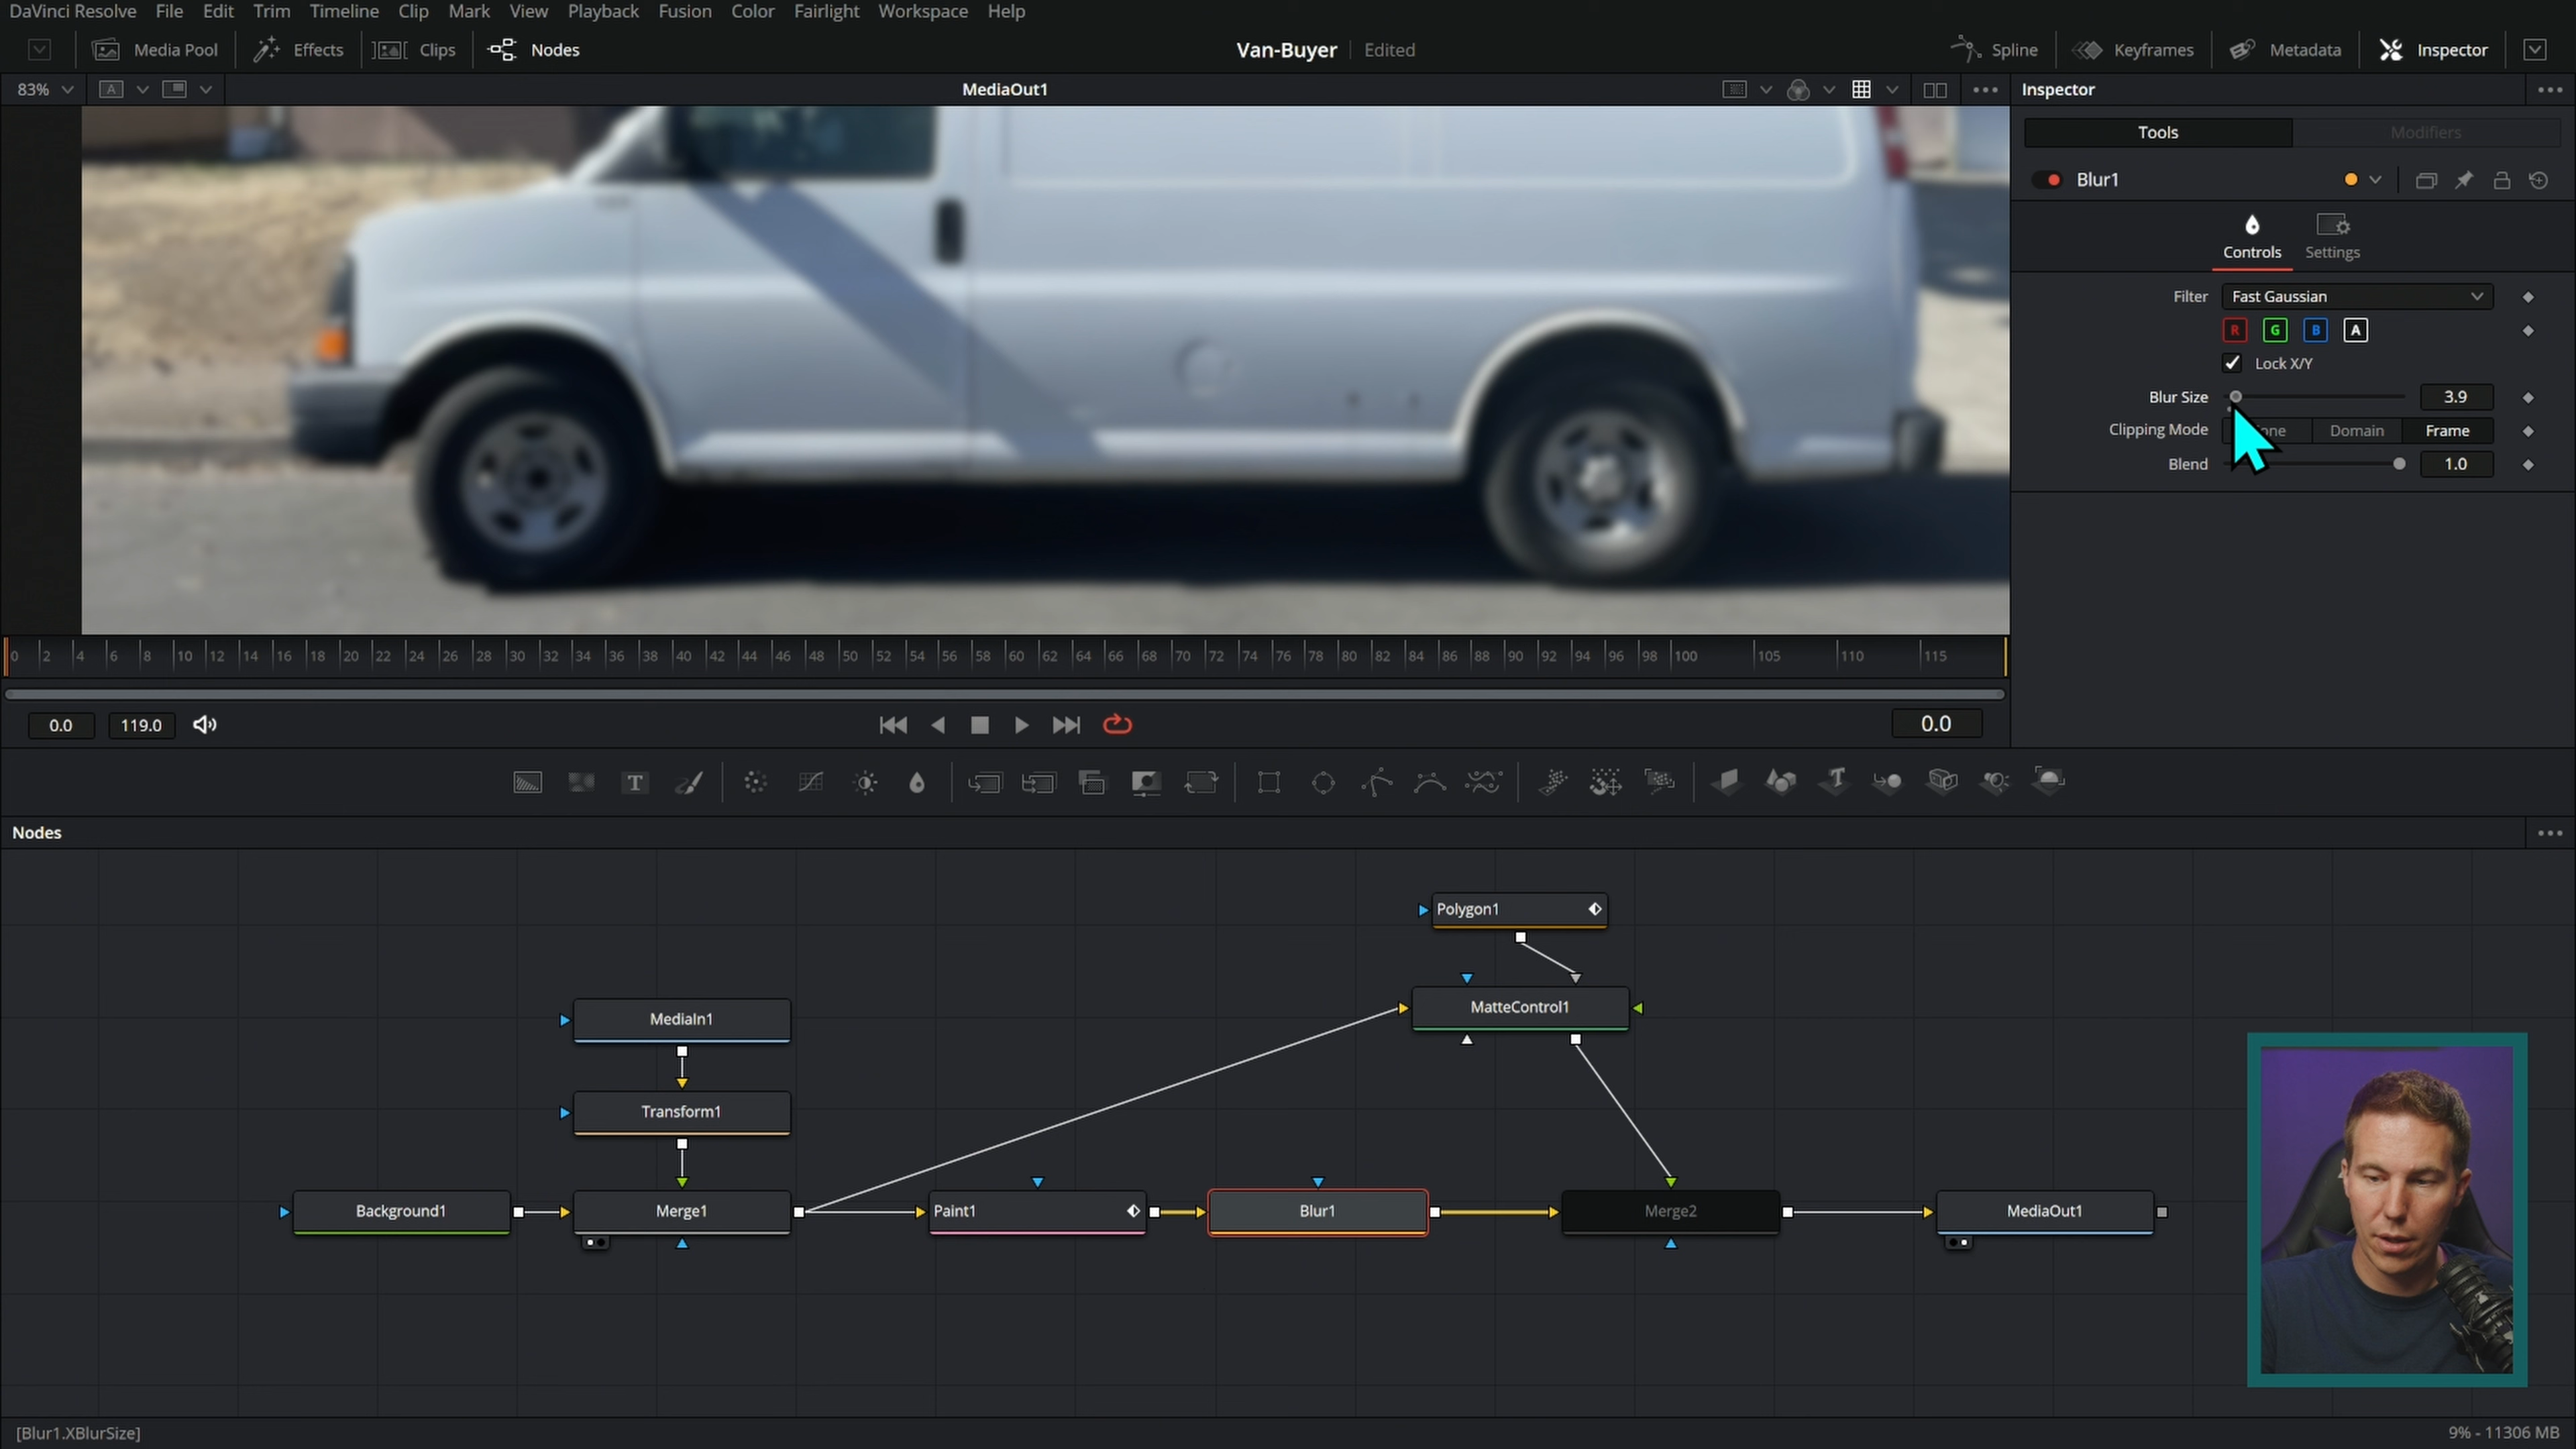 DaVinci Resolve File Edit Trim Timeline Clip Mark View Playback Fusion Color Fairlight Workspace Help
Media Pool Effects Clips Nodes Van-Buyer Edited Spline Keyframes Metadata Inspector
83% A MediaOut1 Inspector
Tools Modifiers
Blur1
Controls Settings
Filter Fast Gaussian
R G B A
Lock X/Y
Blur Size 3.9
Clipping Mode Domain Frame
Blend 1.0
0 2 4 6 8 10 12 14 16 18 20 22 24 26 28 30 32 34 36 38 40 42 44 46 48 50 52 54 56 58 60 62 64 66 68 70 72 74 76 78 80 82 84 86 88 90 92 94 96 98 100 105 110 115
0.0 119.0 0.0
T T
Nodes
Polygon1
MatteControl1
MediaIn1
Transform1
Background1 Merge1 Paint1 Blur1 Merge2 MediaOut1
[Blur1.XBlurSize] 9% - 11306 MB